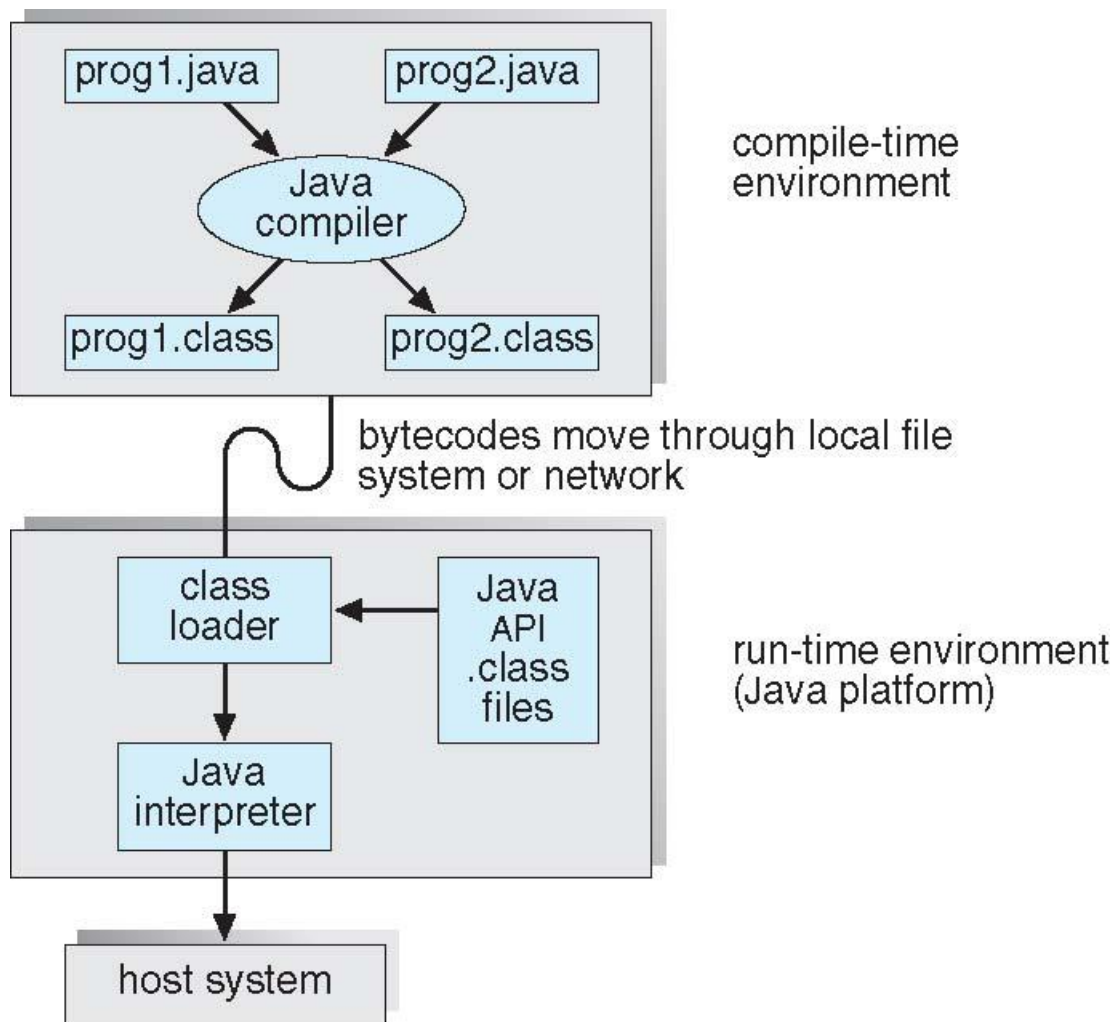 prog1.java
prog2.java
Java
compiler
prog1.class
prog2.class
compile-time
environment
bytecodes move through local file
system or network
class
loader
Java
API
.class
files
Java
interpreter
run-time environment
(Java platform)
host system